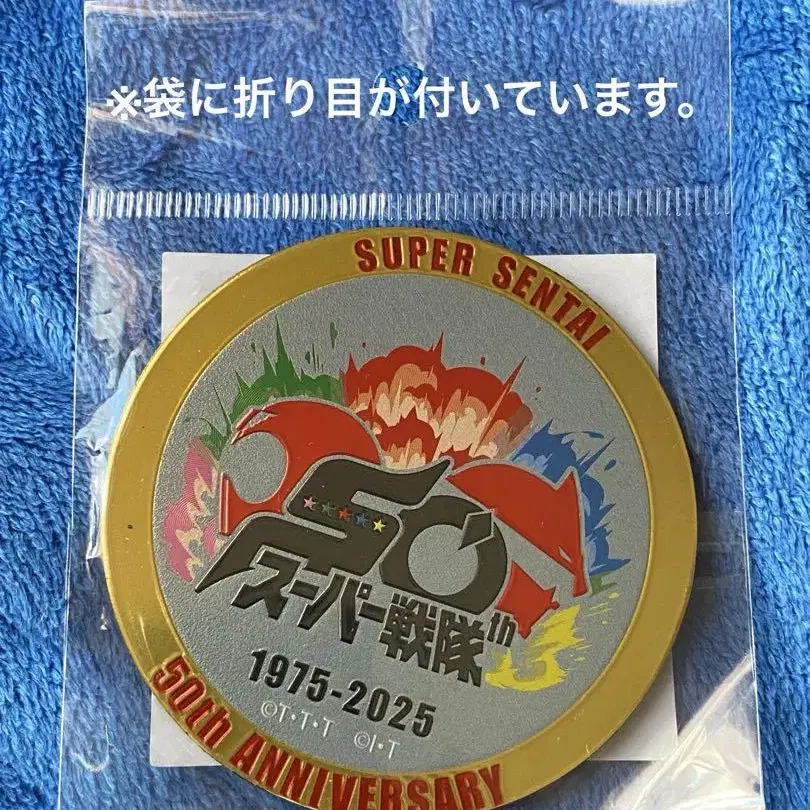 ※袋に折り目が付いています。
SUPER SENTAI
50
スーパー戦隊th
1975-2025
©T・T・T ©I・T
50th ANNIVERSARY